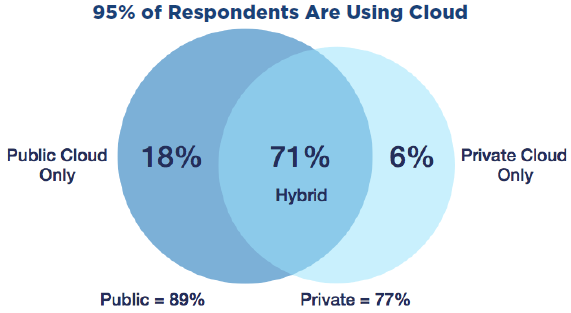 95% of Respondents Are Using Cloud
Public Cloud
Only
18%
71%
Hybrid
6%
Private Cloud
Only
Public = 89%
Private = 77%